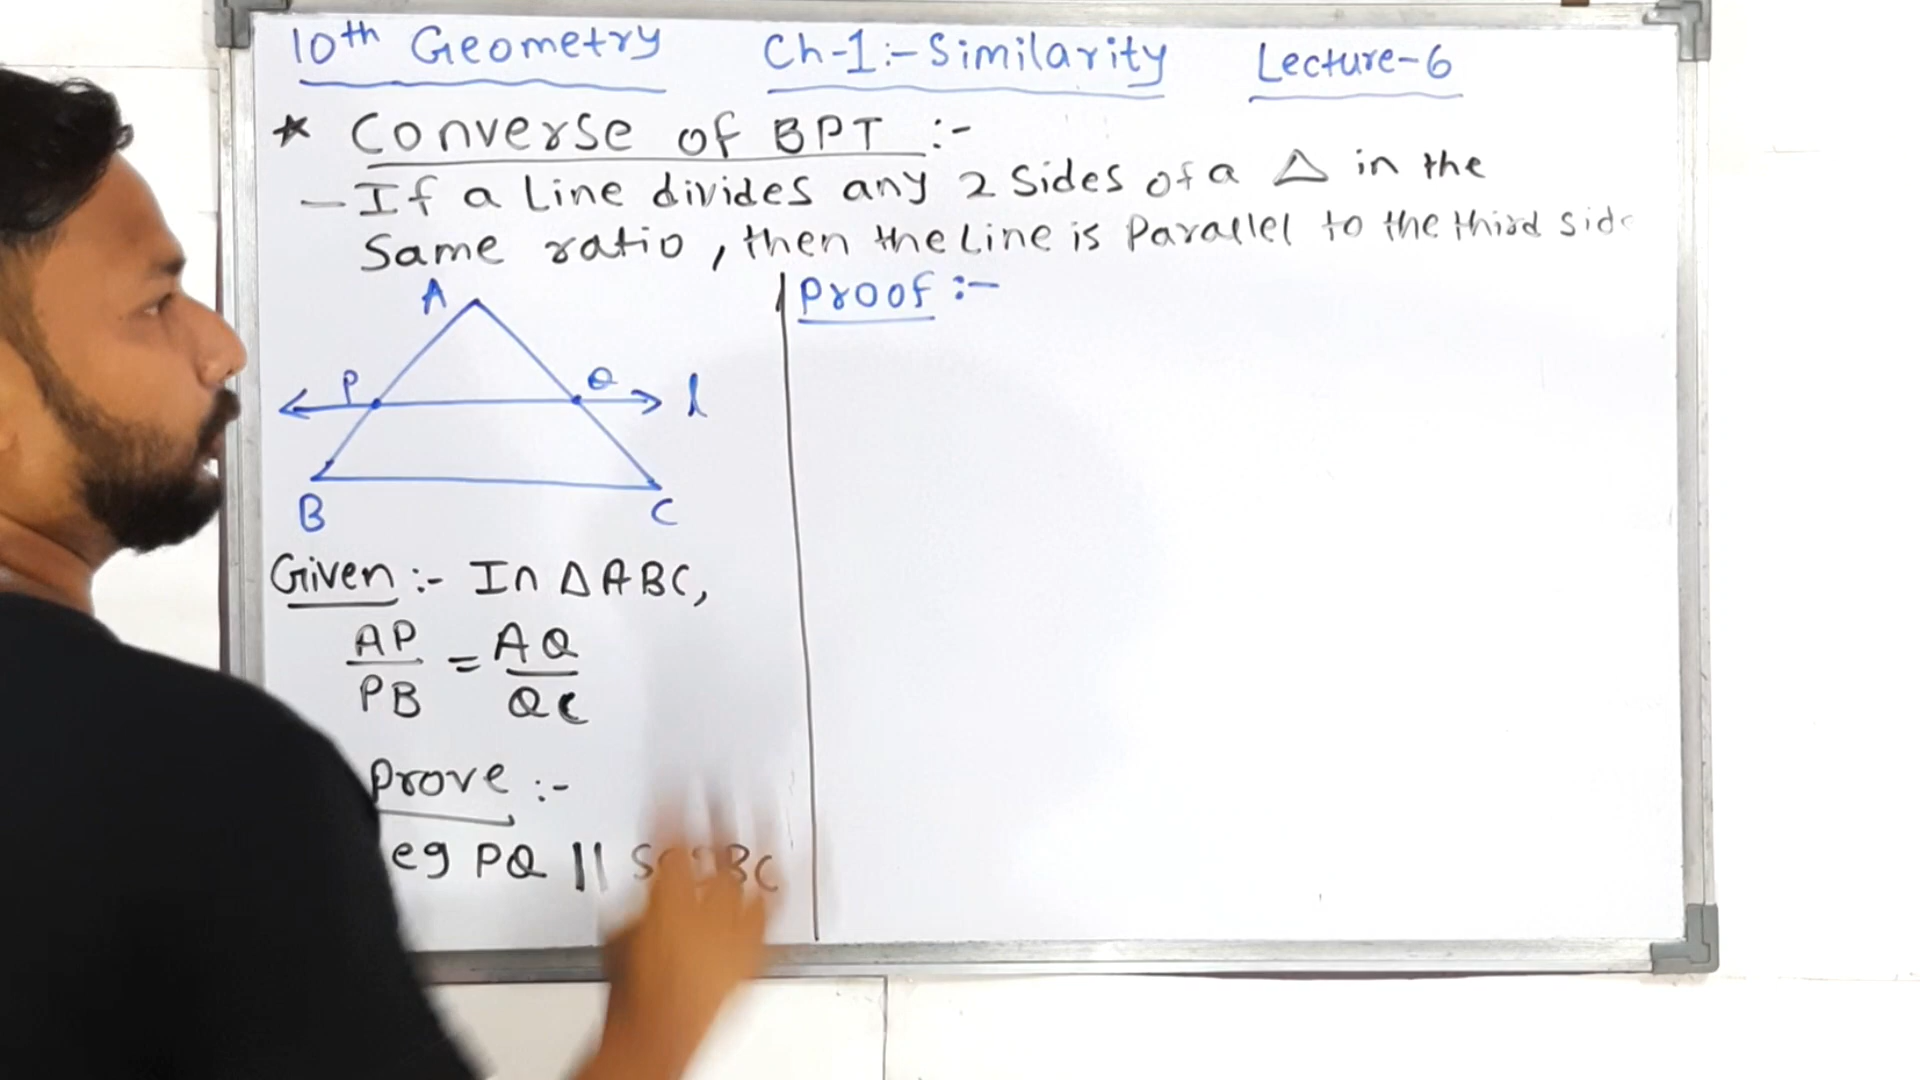 10th Geometry Ch-1:- Similarity Lecture-6
* Converse of BPT :-
- If a Line divides any 2 Sides of a △ in the
Same ratio, then the Line is Parallel to the third side
A
P Q l
B C
Given :- In △ABC,
AP/PB = AQ/QC
Prove :-
eg PQ || BC
Proof :-